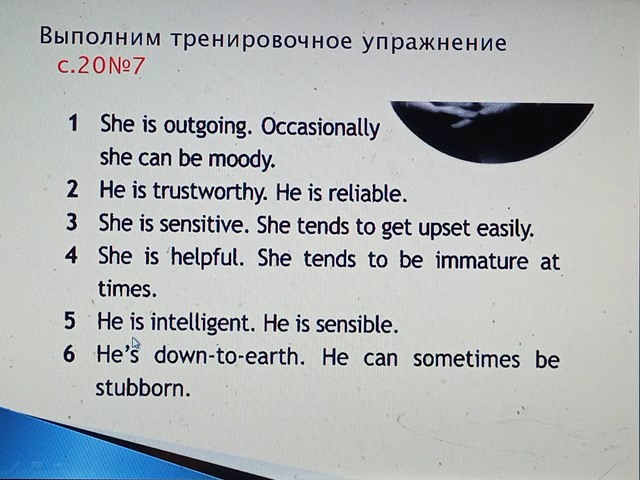 Выполним тренировочное упражнение
с.20№7
1 She is outgoing. Occasionally
she can be moody.
2 He is trustworthy. He is reliable.
3 She is sensitive. She tends to get upset easily.
4 She is helpful. She tends to be immature at
times.
5 He is intelligent. He is sensible.
6 He's down-to-earth. He can sometimes be
stubborn.